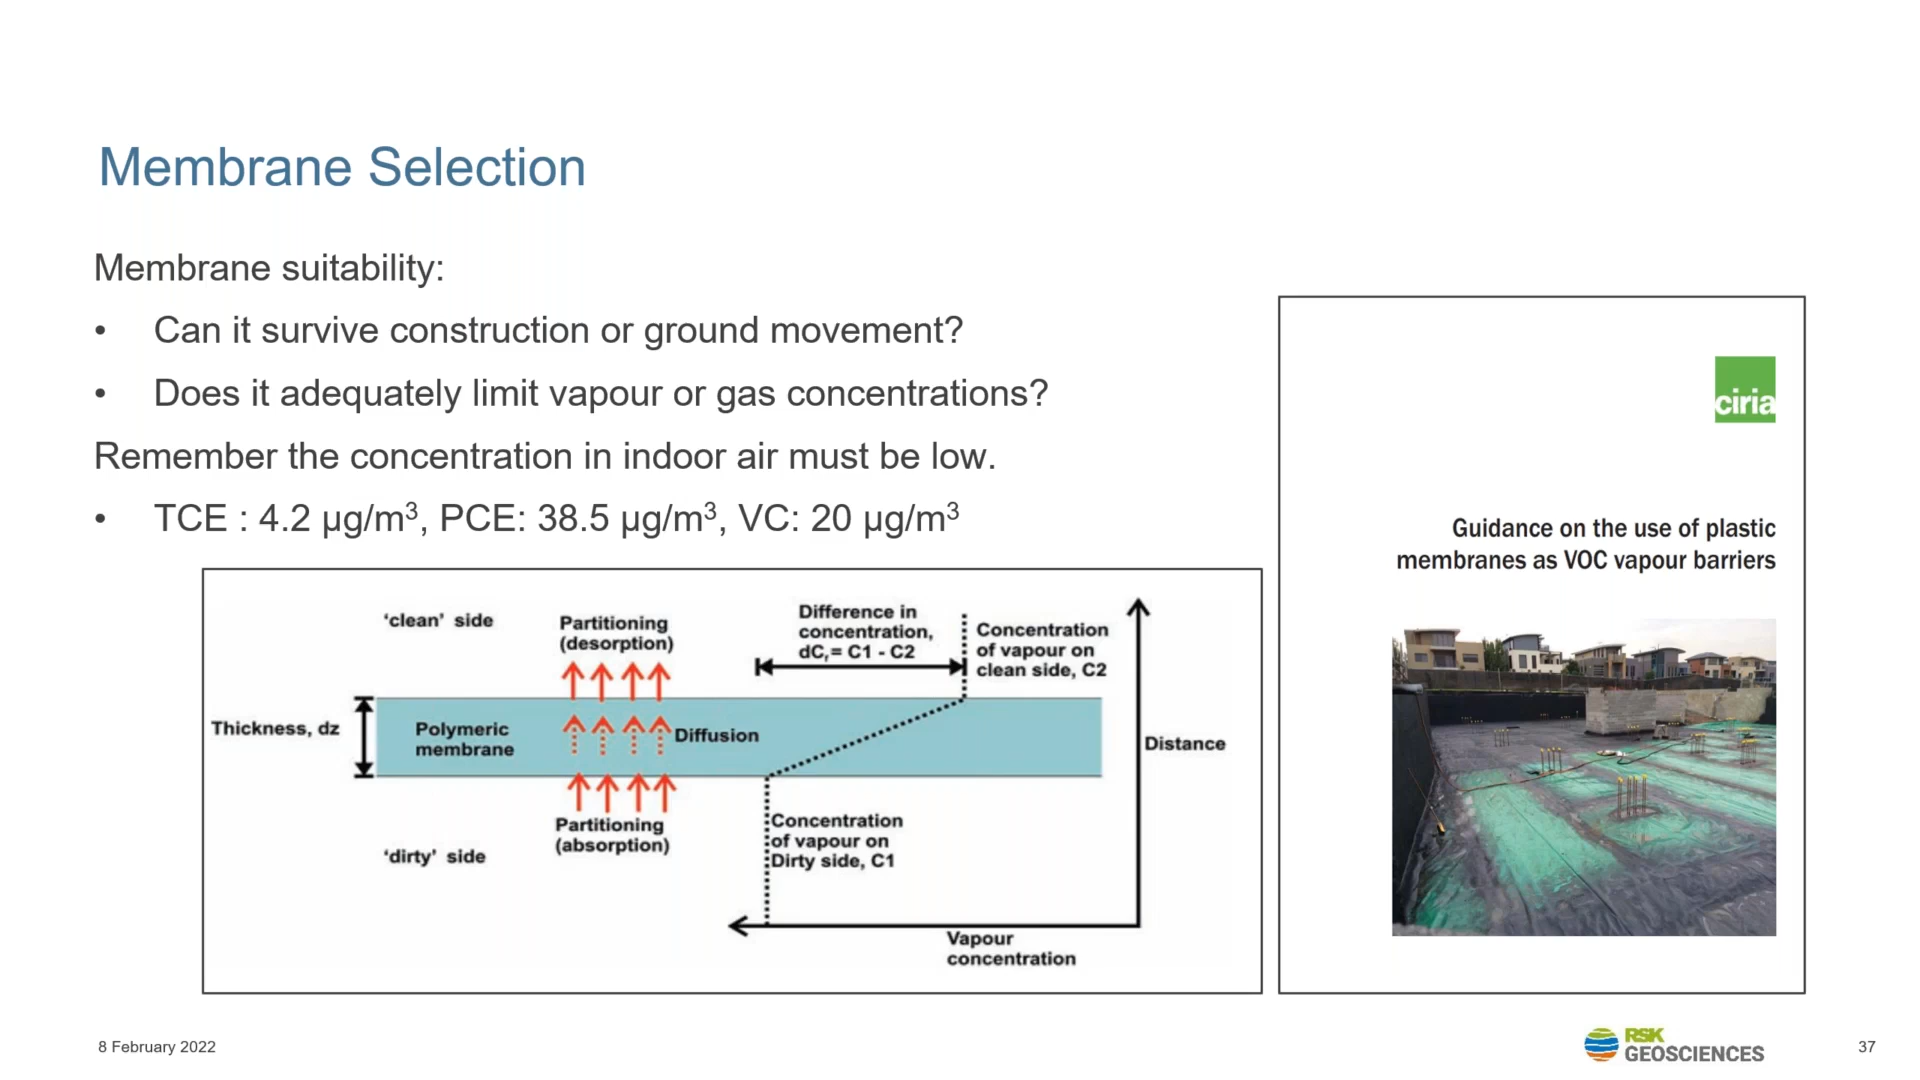 Membrane Selection
Membrane suitability:
• Can it survive construction or ground movement?
• Does it adequately limit vapour or gas concentrations?
Remember the concentration in indoor air must be low.
• TCE : 4.2 µg/m³, PCE: 38.5 µg/m³, VC: 20 µg/m³
'clean' side
Partitioning
(desorption)
Difference in
concentration,
dC,= C1 - C2
Concentration
of vapour on
clean side, C2
Thickness, dz
Polymeric
membrane
Diffusion
Distance
Partitioning
(absorption)
'dirty' side
Concentration
of vapour on
Dirty side, C1
Vapour
concentration
ciria
Guidance on the use of plastic
membranes as VOC vapour barriers
8 February 2022
RSK
GEOSCIENCES
37